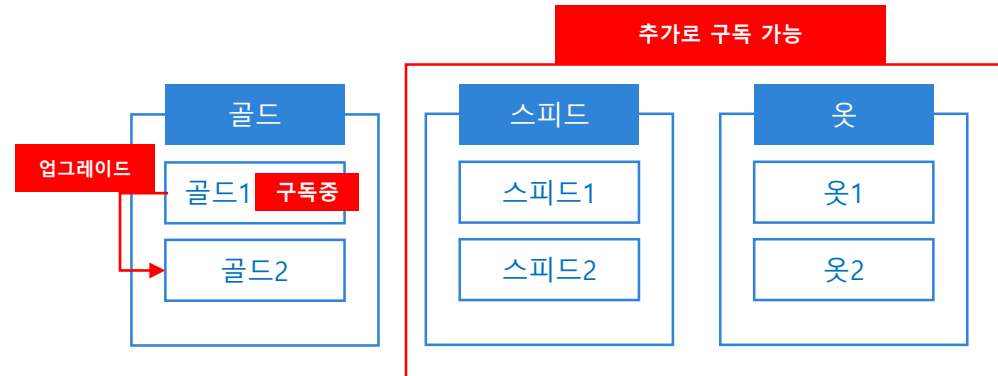 추가로 구독 가능
골드
스피드
옷
업그레이드
골드1
구독중
스피드1
옷1
골드2
스피드2
옷2